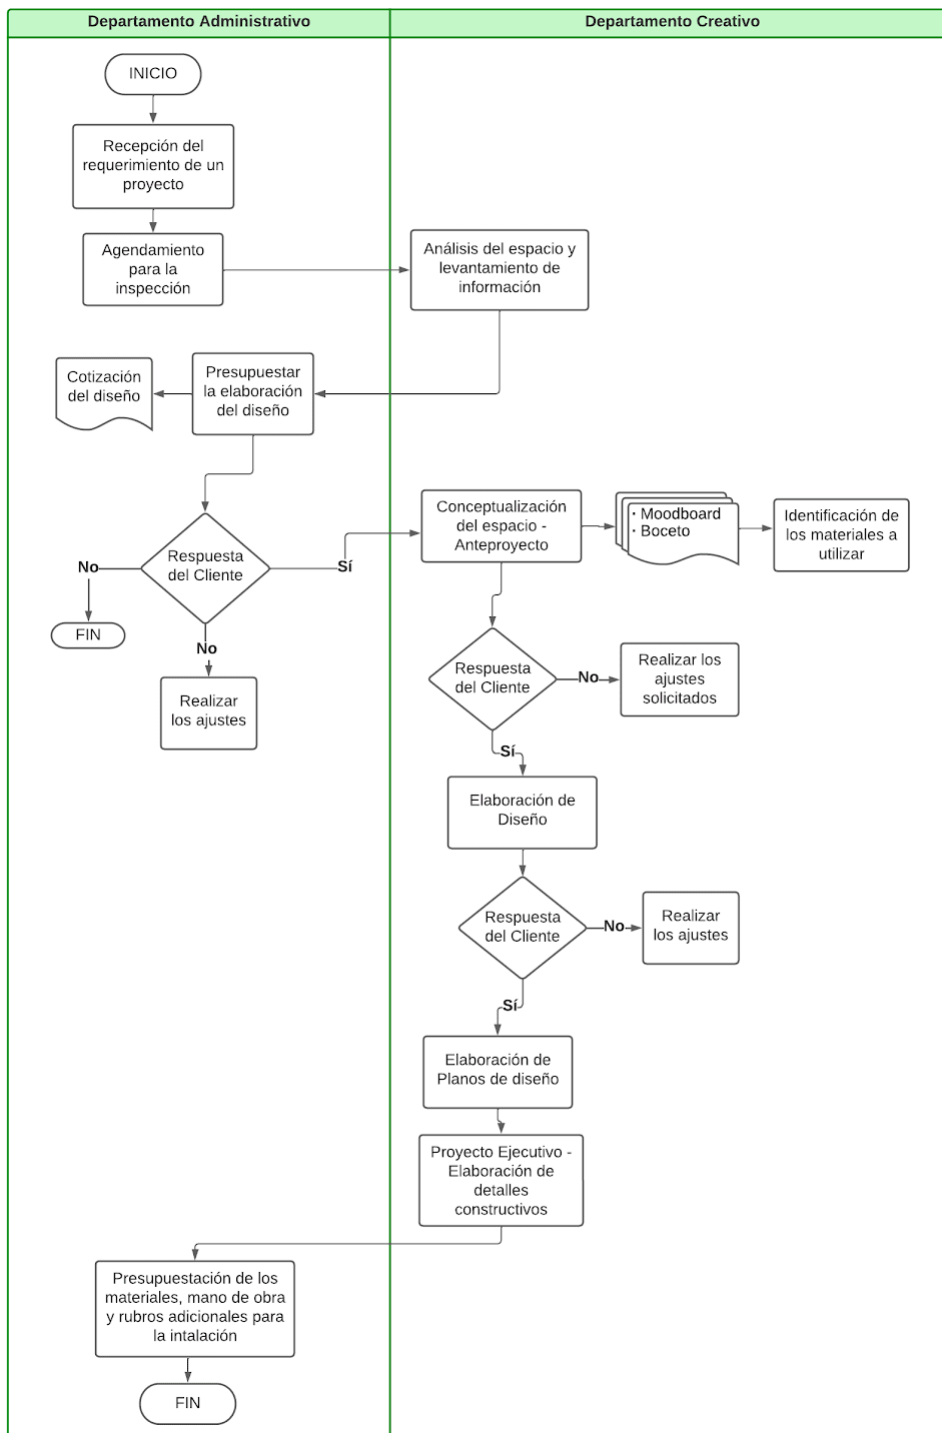 Departamento Administrativo
Departamento Creativo
INICIO
Recepción del
requerimiento de un
proyecto
Agendamiento
para la
inspección
Análisis del espacio y
levantamiento de
información
Cotización
del diseño
Presupuestar
la elaboración
del diseño
Respuesta
del Cliente
No
Sí
FIN
No
Realizar
los ajustes
Conceptualización
del espacio -
Anteproyecto
· Moodboard
· Boceto
Identificación de
los materiales a
utilizar
Respuesta
del Cliente
No
Realizar los
ajustes
solicitados
Sí
Elaboración de
Diseño
Respuesta
del Cliente
No
Realizar
los ajustes
Sí
Elaboración de
Planos de diseño
Proyecto Ejecutivo -
Elaboración de
detalles
constructivos
Presupuestación de los
materiales, mano de obra
y rubros adicionales para
la intalación
FIN